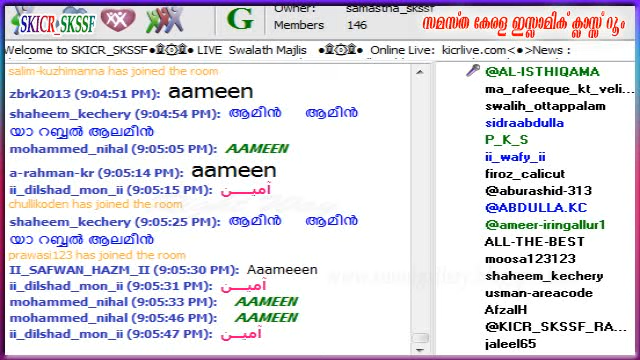 SKICR_SKSSF
G
Owner: samastha_skssf
Members 146
സമസ്ത കേരള ഇസ്ലാമിക് ക്ലാസ്സ് റൂം
Welcome to SKICR_SKSSF●۩۞۩● LIVE Swalath Majlis ●۩۞۩● Online Live: kicrlive.com<●>News :
salim-kuzhimanna has joined the room
zbrk2013 (9:04:51 PM): aameen
shaheem_kechery (9:04:54 PM): ആമീൻ ആമീൻ
യാ റബ്ബൽ ആലമീൻ
mohammed_nihal (9:05:05 PM): AAMEEN
a-rahman-kr (9:05:14 PM): aameen
ii_dilshad_mon_ii (9:05:15 PM): آميــــن
chullikoden has joined the room
shaheem_kechery (9:05:25 PM): ആമീൻ ആമീൻ
യാ റബ്ബൽ ആലമീൻ
prawasi123 has joined the room
II_SAFWAN_HAZM_II (9:05:30 PM): Aaameeen
ii_dilshad_mon_ii (9:05:31 PM): آميــــن
mohammed_nihal (9:05:33 PM): AAMEEN
mohammed_nihal (9:05:46 PM): AAMEEN
ii_dilshad_mon_ii (9:05:47 PM): آميــــن
@AL-ISTHIQAMA
ma_rafeeque_kt_veli...
swalih_ottappalam
sidraabdulla
P_K_S
ii_wafy_ii
firoz_calicut
@aburashid-313
@ABDULLA.KC
@ameer-iringallur1
ALL-THE-BEST
moosa123123
shaheem_kechery
usman-areacode
AfzalH
@KICR_SKSSF_RA...
jaleel65